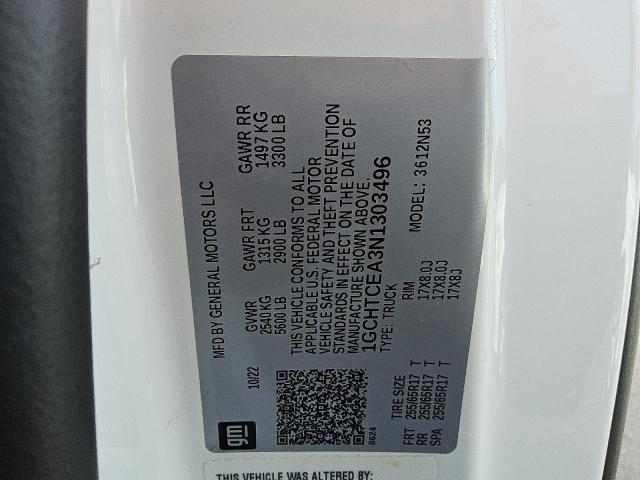 MFD BY GENERAL MOTORS LLC
10/22
GVWR GAWR FRT GAWR RR
2540 KG 1315 KG 1497 KG
5600 LB 2900 LB 3300 LB
THIS VEHICLE CONFORMS TO ALL
APPLICABLE U.S. FEDERAL MOTOR
VEHICLE SAFETY AND THEFT PREVENTION
STANDARDS IN EFFECT ON THE DATE OF
MANUFACTURE SHOWN ABOVE.
1GCHTCEA3N1303496
TYPE: TRUCK MODEL: 3612N53
gm
8624
TIRE SIZE RIM
FRT 255/65R17 T 17X8.0J
RR 255/65R17 T 17X8.0J
SPA 255/65R17 T 17X8J
THIS VEHICLE WAS ALTERED BY: